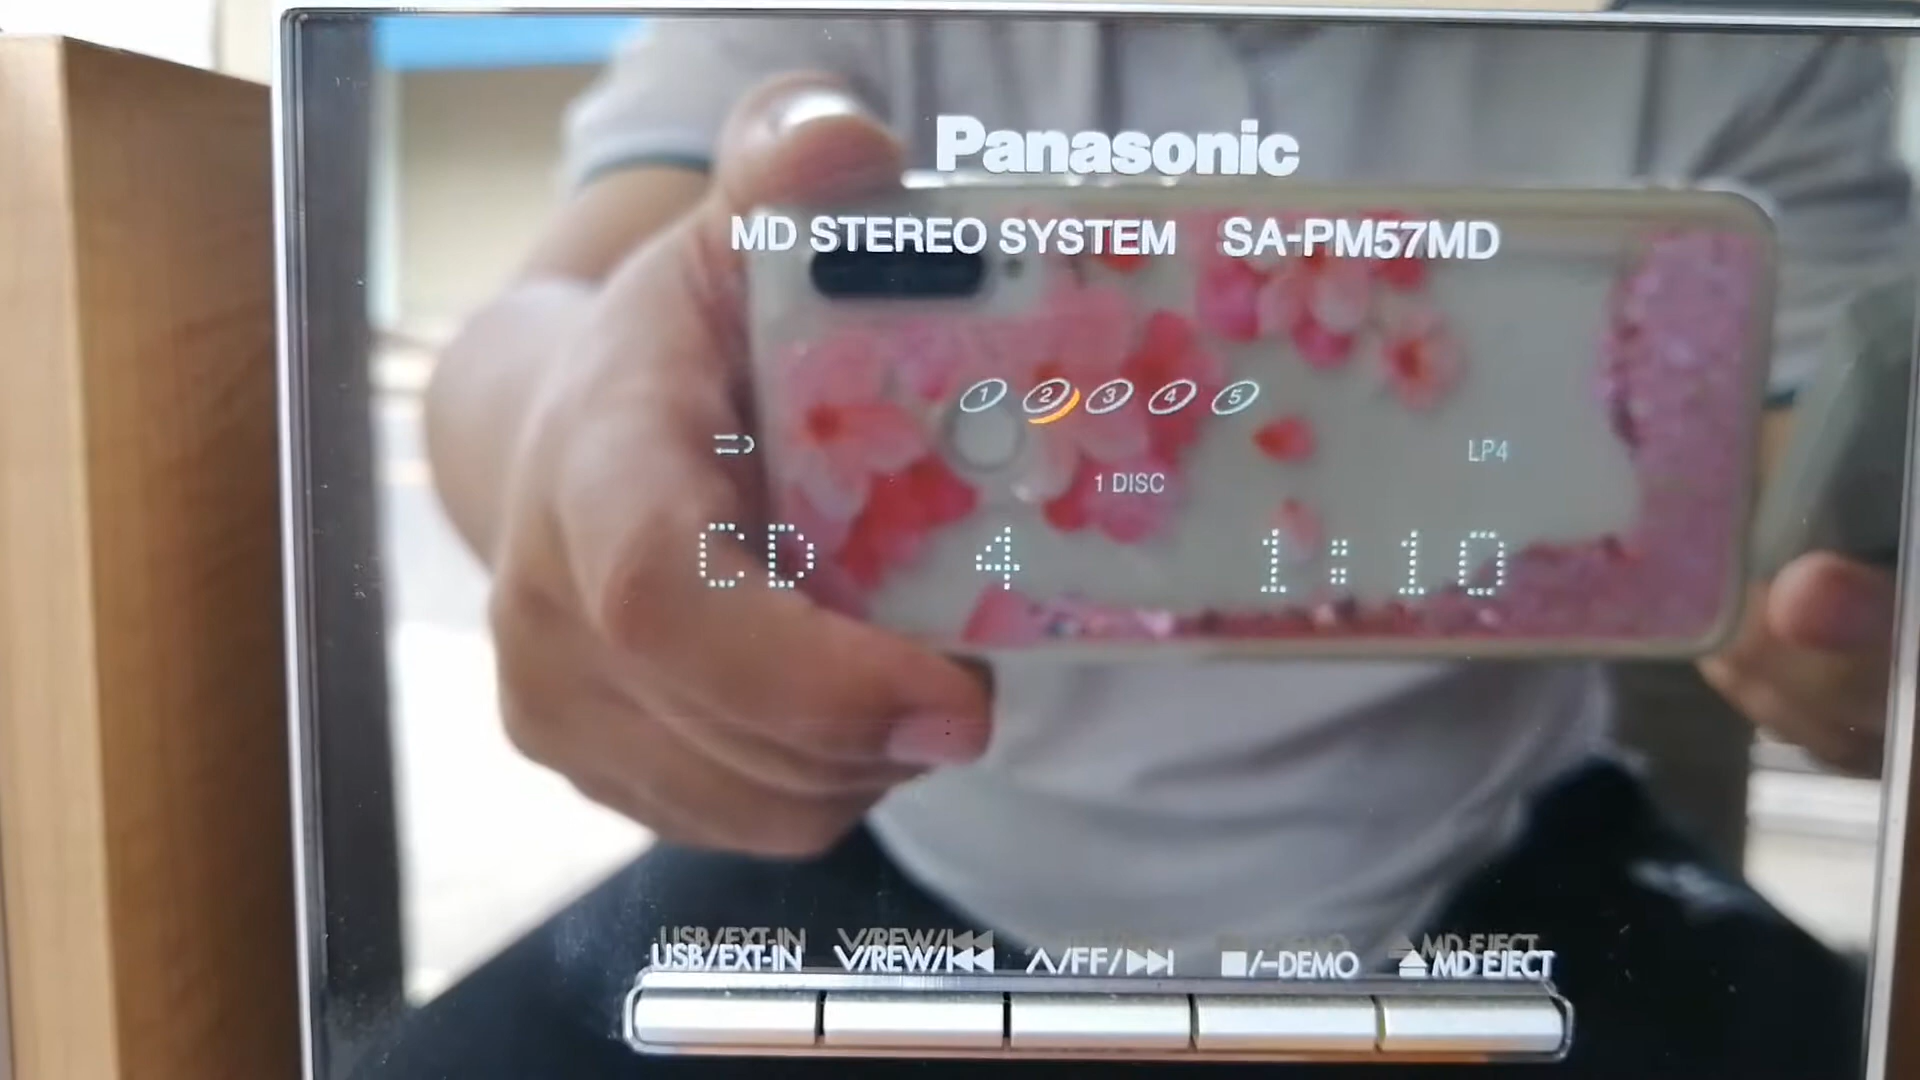 Panasonic
MD STEREO SYSTEM SA-PM57MD
1 2 3 4 5
LP4
1 DISC
CD 4 1:10
USB/EXT-IN ∨/REW/⏮ ∧/FF/⏭ ■/–DEMO ⏏MD EJECT